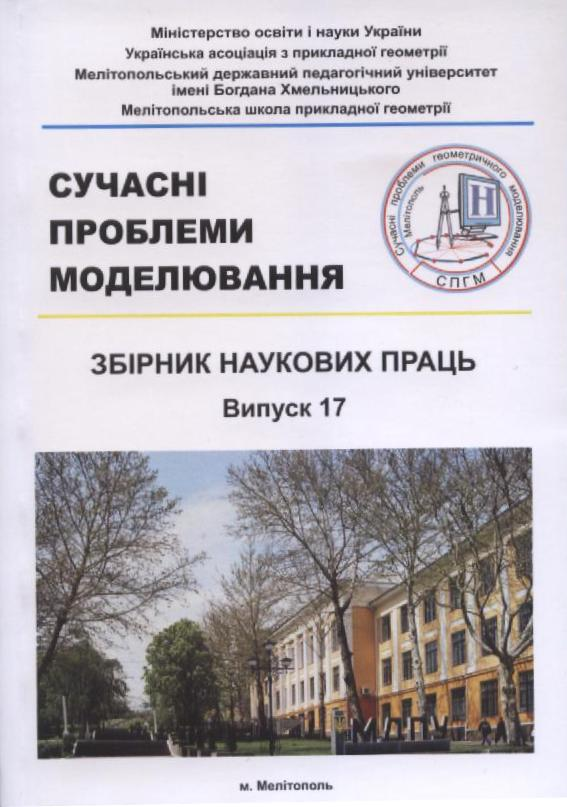 Міністерство освіти і науки України
Українська асоціація з прикладної геометрії
Мелітопольський державний педагогічний університет
імені Богдана Хмельницького
Мелітопольська школа прикладної геометрії
СУЧАСНІ
ПРОБЛЕМИ
МОДЕЛЮВАННЯ
Сучасні проблеми геометричного моделювання
Мелітополь
Н
СПГМ
ЗБІРНИК НАУКОВИХ ПРАЦЬ
Випуск 17
МДПУ
м. Мелітополь